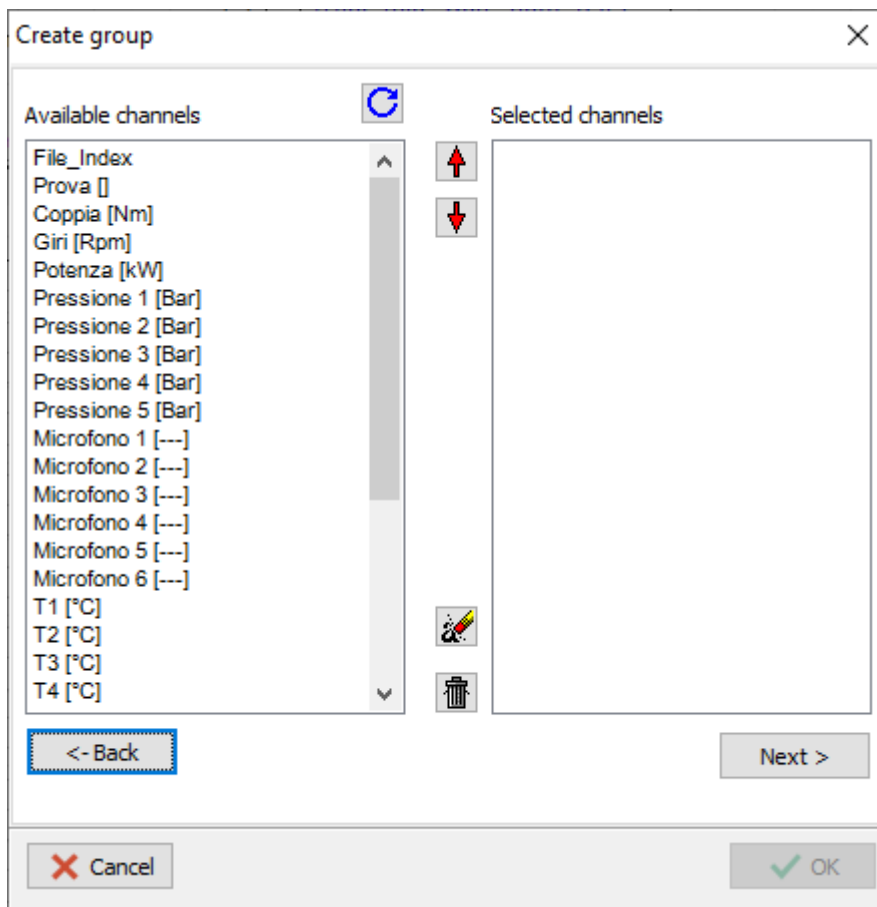 Create group
Available channels
Selected channels
File_Index
Prova []
Coppia [Nm]
Giri [Rpm]
Potenza [kW]
Pressione 1 [Bar]
Pressione 2 [Bar]
Pressione 3 [Bar]
Pressione 4 [Bar]
Pressione 5 [Bar]
Microfono 1 [---]
Microfono 2 [---]
Microfono 3 [---]
Microfono 4 [---]
Microfono 5 [---]
Microfono 6 [---]
T1 [°C]
T2 [°C]
T3 [°C]
T4 [°C]
<- Back
Next >
Cancel
OK